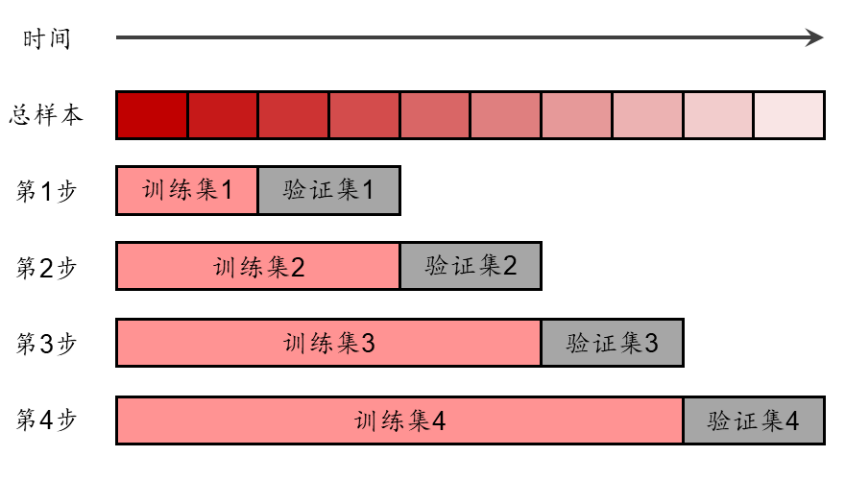 时间
总样本
第1步 训练集1 验证集1
第2步 训练集2 验证集2
第3步 训练集3 验证集3
第4步 训练集4 验证集4